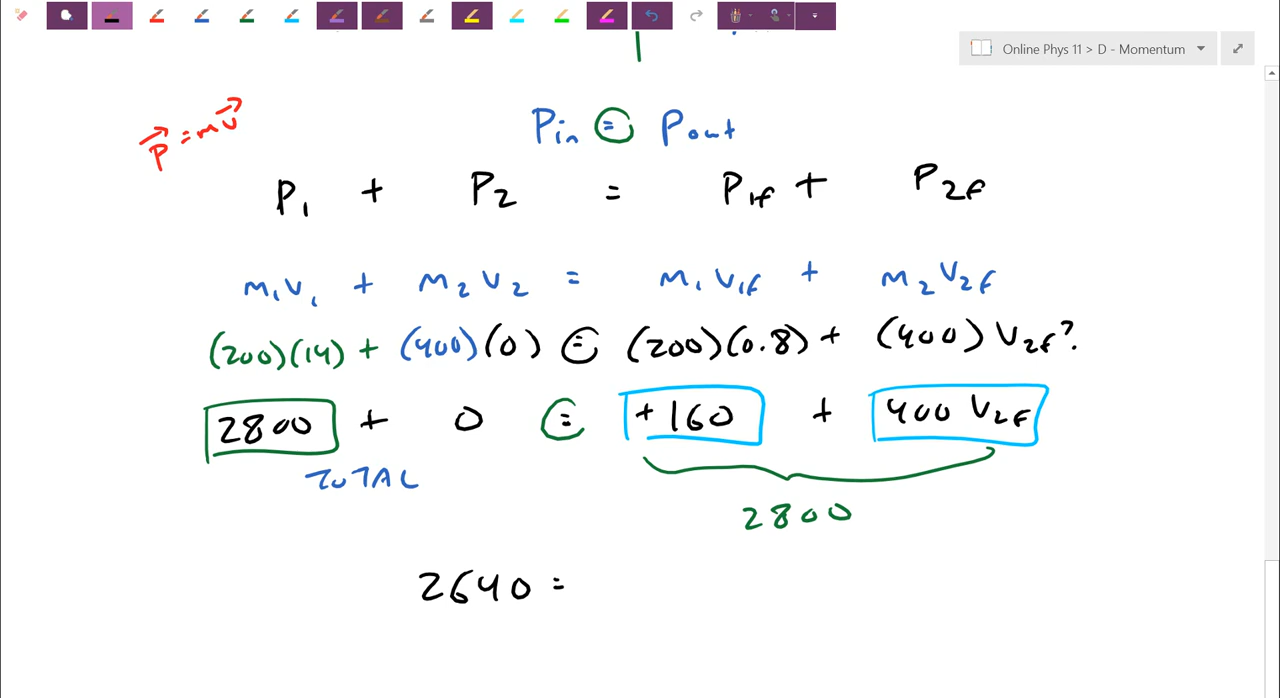 Online Phys 11 > D - Momentum
Pin = Pout
p⃗ = mv⃗
P₁ + P₂ = P₁f + P₂f
m₁v₁ + m₂v₂ = m₁v₁f + m₂v₂f
(200)(14) + (400)(0) = (200)(0.8) + (400) V₂f?
2800 + 0 = +160 + 400 V₂f
TOTAL
2800
2640 =